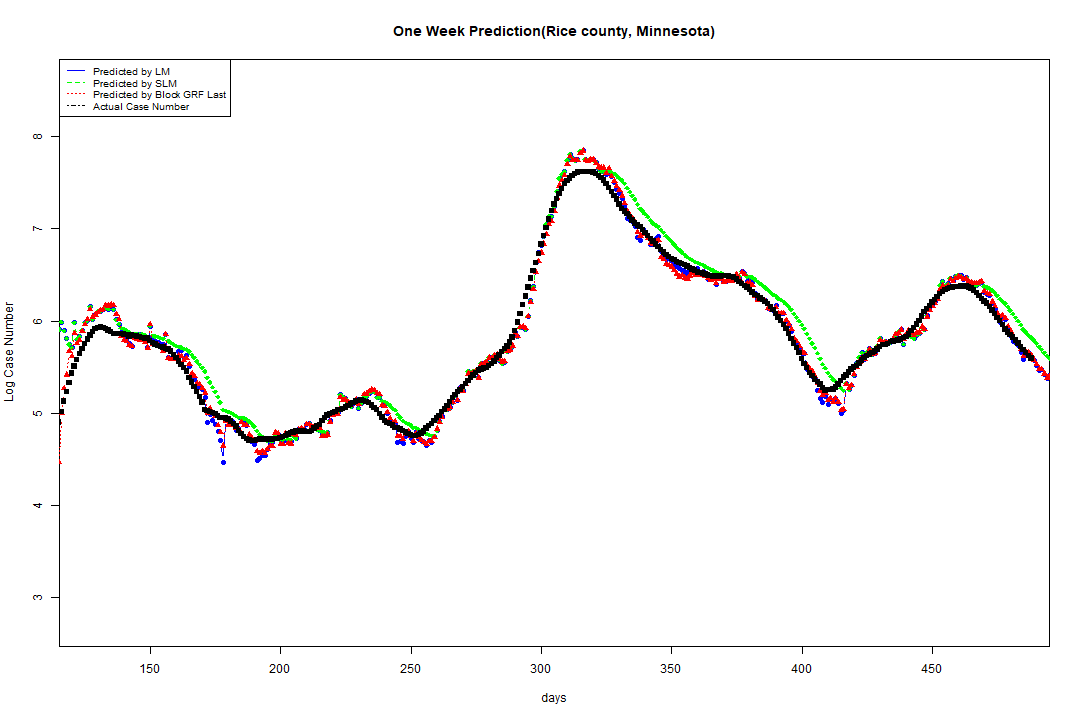 One Week Prediction(Rice county, Minnesota)
Predicted by LM
Predicted by SLM
Predicted by Block GRF Last
Actual Case Number
Log Case Number
8
7
6
5
4
3
150 200 250 300 350 400 450
days